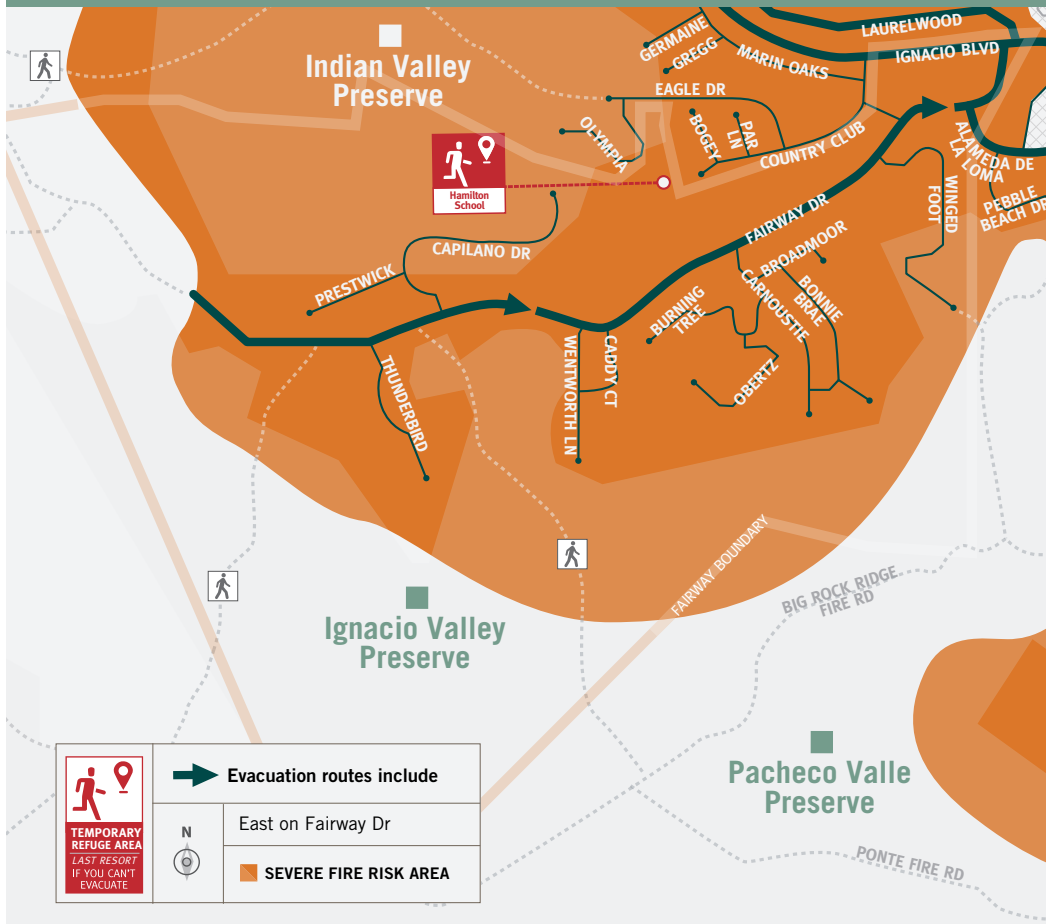 LAURELWOOD
GERMAINE
GREGG
IGNACIO BLVD
MARIN OAKS
Indian Valley
Preserve
EAGLE DR
OLYMPIA
BOGEY
PAR
LN
COUNTRY CLUB
ALAMEDA DE
LA LOMA
Hamilton
School
WINGED
FOOT
PEBBLE
BEACH DR
FAIRWAY DR
CAPILANO DR
BROADMOOR
PRESTWICK
BURNING
TREE
CARNOUSTIE
BONNIE
BRAE
THUNDERBIRD
WENTWORTH LN
CADDY CT
OBERTZ
FAIRWAY BOUNDARY
BIG ROCK RIDGE
FIRE RD
Ignacio Valley
Preserve
Pacheco Valle
Preserve
PONTE FIRE RD
TEMPORARY
REFUGE AREA
LAST RESORT
IF YOU CAN'T
EVACUATE
Evacuation routes include
N
East on Fairway Dr
SEVERE FIRE RISK AREA